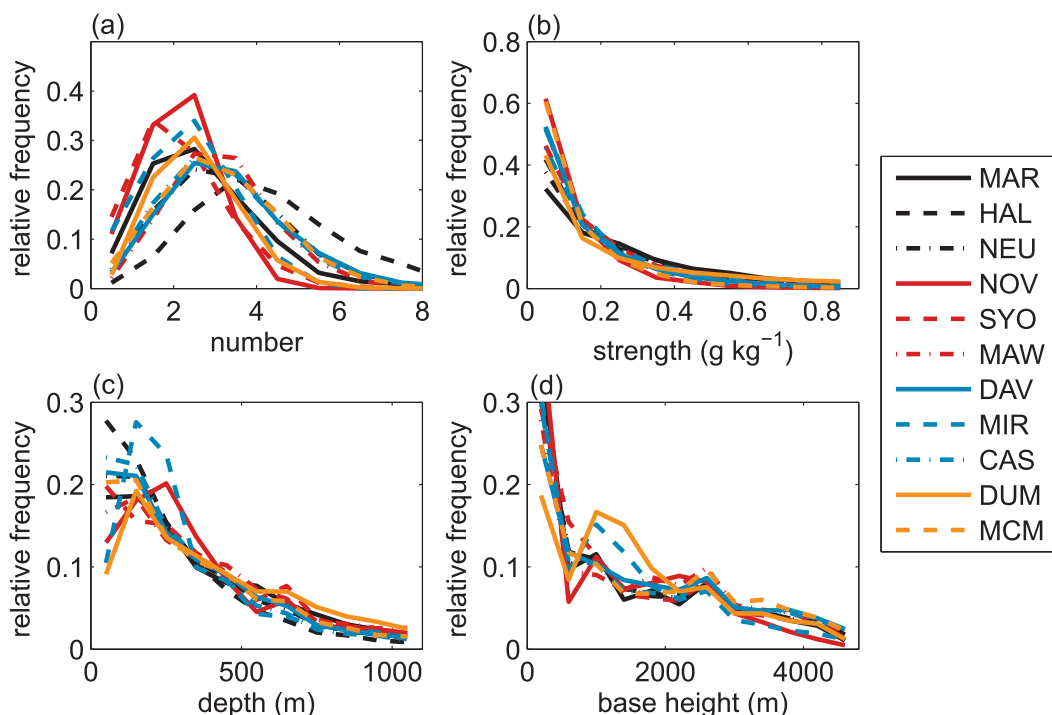 (a)
relative frequency
0.4
0.3
0.2
0.1
0
0 2 4 6 8
number
(b)
relative frequency
0.8
0.6
0.4
0.2
0
0 0.2 0.4 0.6 0.8
strength (g kg⁻¹)
(c)
relative frequency
0.3
0.2
0.1
0
0 500 1000
depth (m)
(d)
relative frequency
0.3
0.2
0.1
0
0 2000 4000
base height (m)
MAR
HAL
NEU
NOV
SYO
MAW
DAV
MIR
CAS
DUM
MCM